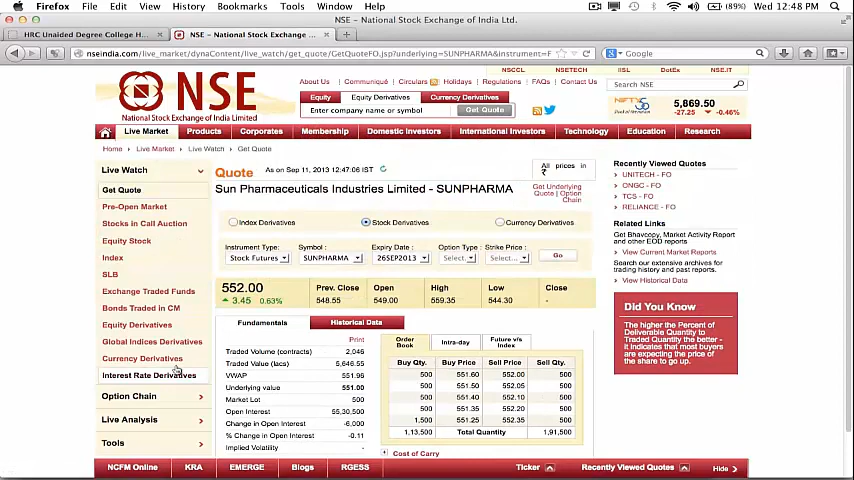 Firefox File Edit View History Bookmarks Tools Window Help (89%) Wed 12:48 PM
NSE - National Stock Exchange of India Ltd.
HRC Unaided Degree College H... × NSE - National Stock Exchange ... × +
nseindia.com/live_market/dynaContent/live_watch/get_quote/GetQuoteFO.jsp?underlying=SUNPHARMA&instrument=F Google
NSCCL NSETECH IISL DotEx NSE.IT
About Us Communiqué Circulars Holidays Regulations FAQs Contact Us
Search NSE
NSE
National Stock Exchange of India Limited
Equity Equity Derivatives Currency Derivatives
Enter company name or symbol Get Quote
NIFTY 5,869.50
-27.25 -0.46%
Live Market Products Corporates Membership Domestic Investors International Investors Technology Education Research
Home › Live Market › Live Watch › Get Quote
Live Watch
Get Quote
Pre-Open Market
Stocks in Call Auction
Equity Stock
Index
SLB
Exchange Traded Funds
Bonds Traded in CM
Equity Derivatives
Global Indices Derivatives
Currency Derivatives
Interest Rate Derivatives
Option Chain
Live Analysis
Tools
Quote As on Sep 11, 2013 12:47:06 IST
All prices in ₹
Sun Pharmaceuticals Industries Limited - SUNPHARMA
Get Underlying Quote | Option Chain
Index Derivatives Stock Derivatives Currency Derivatives
Instrument Type: Symbol : Expiry Date : Option Type : Strike Price :
Stock Futures SUNPHARMA 26SEP2013 Select.. Select.. Go
552.00 Prev. Close Open High Low Close
3.45 0.63% 548.55 549.00 559.35 544.30 -
Fundamentals Historical Data
Print
Traded Volume (contracts) 2,046
Traded Value (lacs) 5,646.55
VWAP 551.96
Underlying value 551.00
Market Lot 500
Open Interest 55,30,500
Change in Open Interest -6,000
% Change in Open Interest -0.11
Implied Volatility -
Order Book Intra-day Future v/s Index
Buy Qty. Buy Price Sell Price Sell Qty.
500 551.60 552.00 500
500 551.50 552.05 500
500 551.40 552.10 500
500 551.35 552.20 500
1,500 551.25 552.35 500
1,13,500 Total Quantity 1,91,500
Cost of Carry
Recently Viewed Quotes
UNITECH - FO
ONGC - FO
TCS - FO
RELIANCE - FO
Related Links
Get Bhavcopy, Market Activity Report
and other EOD reports
View Current Market Reports
Search our extensive archives for
trading history and past reports.
View Historical Data
Did You Know
The higher the Percent of
Deliverable Quantity to
Traded Quantity the better -
it indicates that most buyers
are expecting the price of
the share to go up.
NCFM Online KRA EMERGE Blogs RGESS Ticker Recently Viewed Quotes Hide